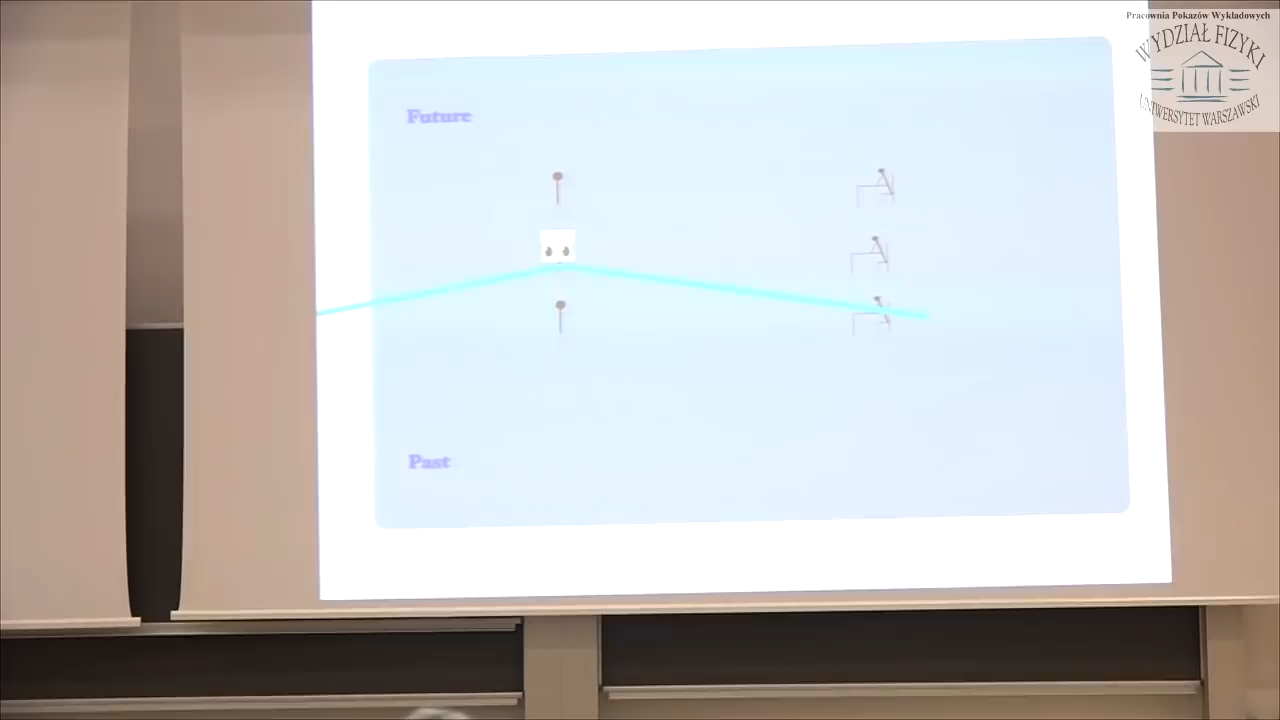 Pracownia Pokazów Wykładowych
WYDZIAŁ FIZYKI
UNIWERSYTET WARSZAWSKI
Future
Past